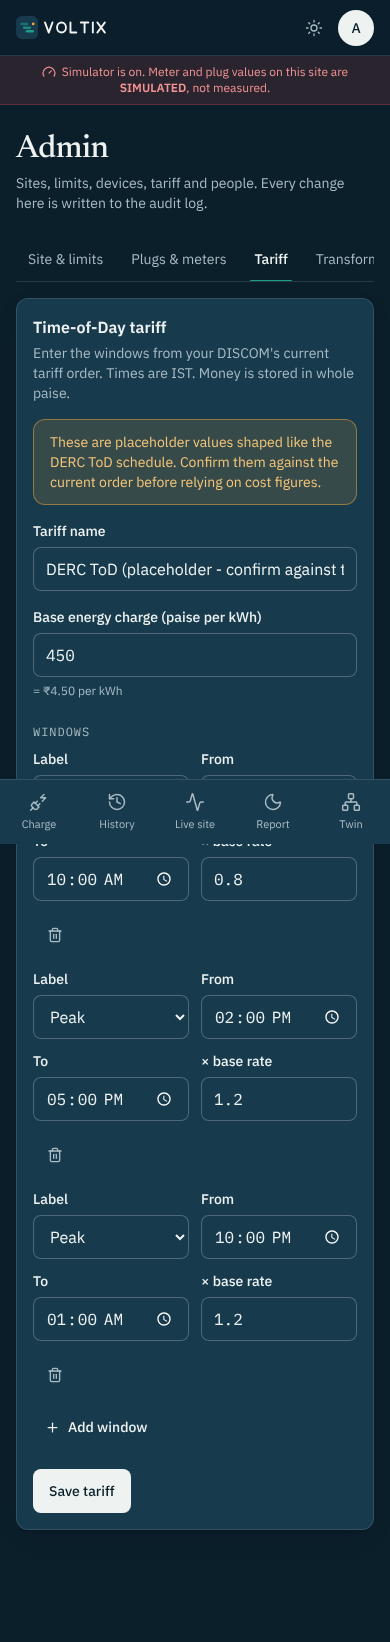 VOLTIX
A
Simulator is on. Meter and plug values on this site are
SIMULATED, not measured.
Admin
Sites, limits, devices, tariff and people. Every change
here is written to the audit log.
Site & limits Plugs & meters Tariff Transforn
Time-of-Day tariff
Enter the windows from your DISCOM's current
tariff order. Times are IST. Money is stored in whole
paise.
These are placeholder values shaped like the
DERC ToD schedule. Confirm them against the
current order before relying on cost figures.
Tariff name
DERC ToD (placeholder - confirm against t
Base energy charge (paise per kWh)
450
= ₹4.50 per kWh
WINDOWS
Label From
Charge History Live site Report Twin
To × base rate
10:00 AM 0.8
Label From
Peak 02:00 PM
To × base rate
05:00 PM 1.2
Label From
Peak 10:00 PM
To × base rate
01:00 AM 1.2
+ Add window
Save tariff